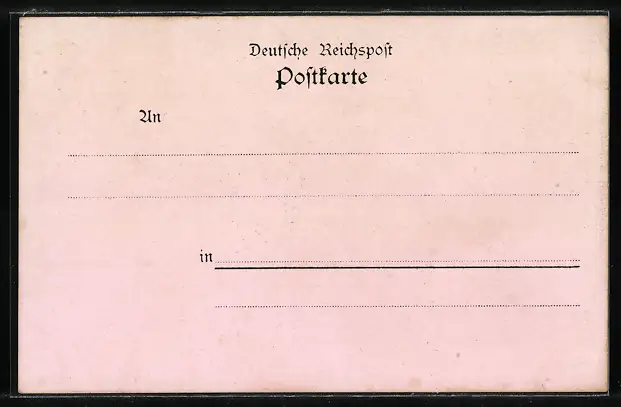 Deutsche Reichspost
Postkarte
An
in